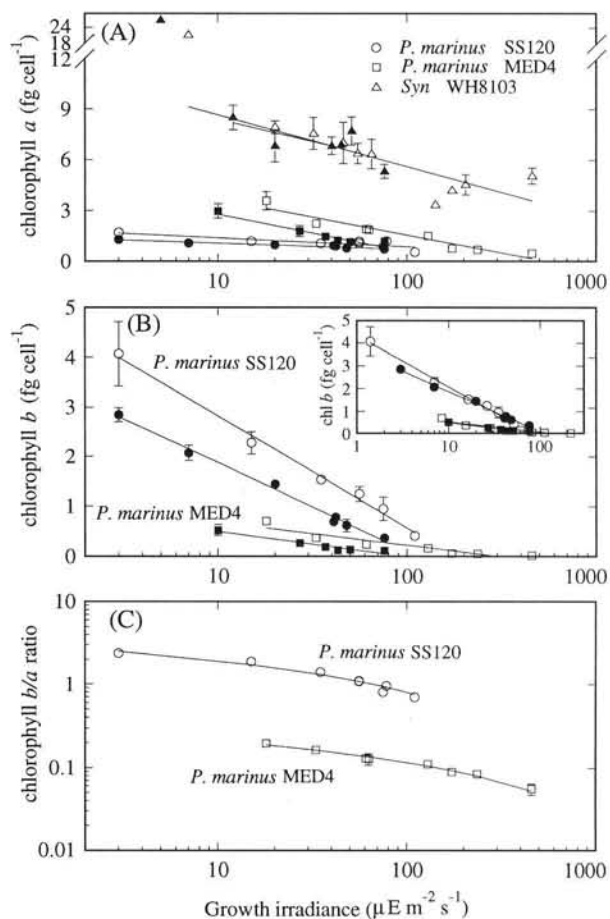 (A)
24
18
12
9
6
3
0
chlorophyll a (fg cell⁻¹)
P. marinus SS120
P. marinus MED4
Syn WH8103
10
100
1000
(B)
5
4
3
2
1
0
chlorophyll b (fg cell⁻¹)
P. marinus SS120
P. marinus MED4
chl b (fg cell⁻¹)
5
4
3
2
1
0
1
10
100
10
100
1000
(C)
10
1
0.1
0.01
chlorophyll b/a ratio
P. marinus SS120
P. marinus MED4
10
100
1000
Growth irradiance (μE m⁻² s⁻¹)